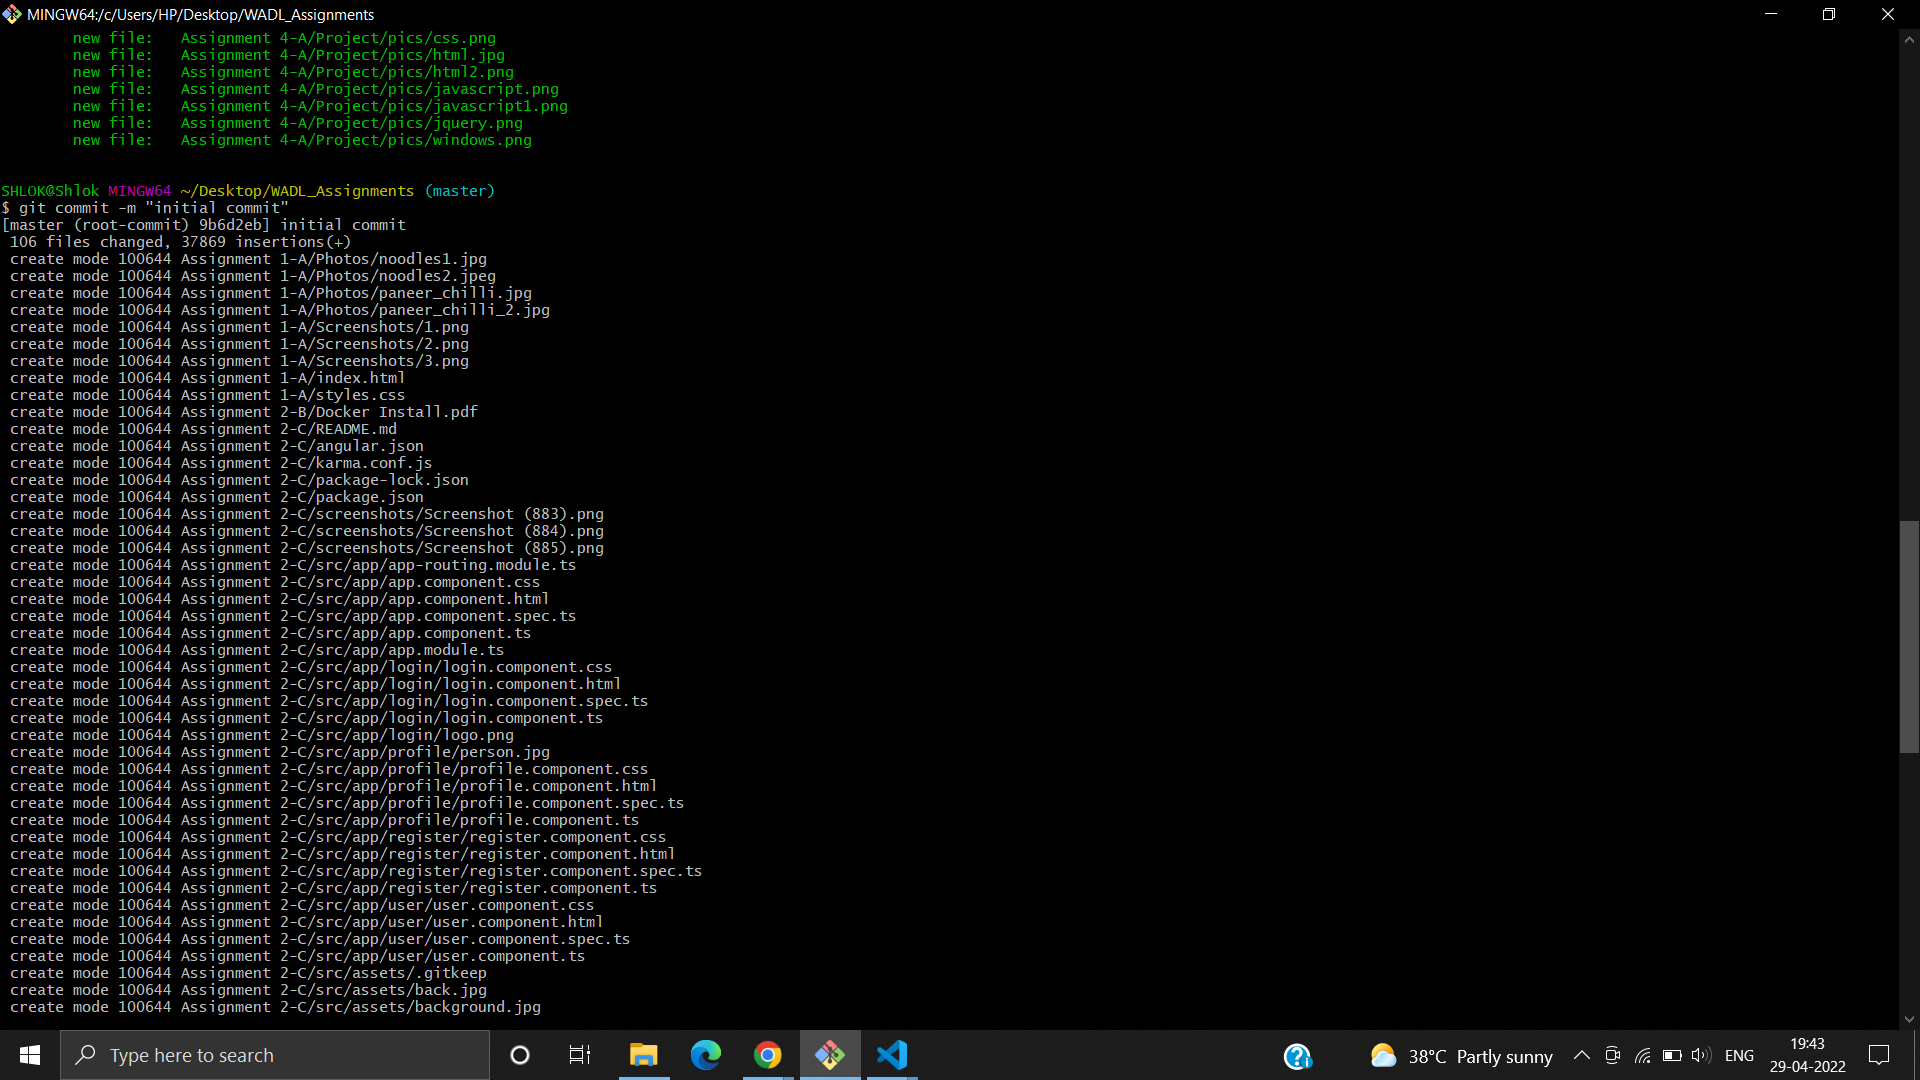 MINGW64:/c/Users/HP/Desktop/WADL_Assignments
new file:   Assignment 4-A/Project/pics/css.png
new file:   Assignment 4-A/Project/pics/html.jpg
new file:   Assignment 4-A/Project/pics/html2.png
new file:   Assignment 4-A/Project/pics/javascript.png
new file:   Assignment 4-A/Project/pics/javascript1.png
new file:   Assignment 4-A/Project/pics/jquery.png
new file:   Assignment 4-A/Project/pics/windows.png
SHLOK@Shlok MINGW64 ~/Desktop/WADL_Assignments (master)
$ git commit -m "initial commit"
[master (root-commit) 9b6d2eb] initial commit
106 files changed, 37869 insertions(+)
create mode 100644 Assignment 1-A/Photos/noodles1.jpg
create mode 100644 Assignment 1-A/Photos/noodles2.jpeg
create mode 100644 Assignment 1-A/Photos/paneer_chilli.jpg
create mode 100644 Assignment 1-A/Photos/paneer_chilli_2.jpg
create mode 100644 Assignment 1-A/Screenshots/1.png
create mode 100644 Assignment 1-A/Screenshots/2.png
create mode 100644 Assignment 1-A/Screenshots/3.png
create mode 100644 Assignment 1-A/index.html
create mode 100644 Assignment 1-A/styles.css
create mode 100644 Assignment 2-B/Docker Install.pdf
create mode 100644 Assignment 2-C/README.md
create mode 100644 Assignment 2-C/angular.json
create mode 100644 Assignment 2-C/karma.conf.js
create mode 100644 Assignment 2-C/package-lock.json
create mode 100644 Assignment 2-C/package.json
create mode 100644 Assignment 2-C/screenshots/Screenshot (883).png
create mode 100644 Assignment 2-C/screenshots/Screenshot (884).png
create mode 100644 Assignment 2-C/screenshots/Screenshot (885).png
create mode 100644 Assignment 2-C/src/app/app-routing.module.ts
create mode 100644 Assignment 2-C/src/app/app.component.css
create mode 100644 Assignment 2-C/src/app/app.component.html
create mode 100644 Assignment 2-C/src/app/app.component.spec.ts
create mode 100644 Assignment 2-C/src/app/app.component.ts
create mode 100644 Assignment 2-C/src/app/app.module.ts
create mode 100644 Assignment 2-C/src/app/login/login.component.css
create mode 100644 Assignment 2-C/src/app/login/login.component.html
create mode 100644 Assignment 2-C/src/app/login/login.component.spec.ts
create mode 100644 Assignment 2-C/src/app/login/login.component.ts
create mode 100644 Assignment 2-C/src/app/login/logo.png
create mode 100644 Assignment 2-C/src/app/profile/person.jpg
create mode 100644 Assignment 2-C/src/app/profile/profile.component.css
create mode 100644 Assignment 2-C/src/app/profile/profile.component.html
create mode 100644 Assignment 2-C/src/app/profile/profile.component.spec.ts
create mode 100644 Assignment 2-C/src/app/profile/profile.component.ts
create mode 100644 Assignment 2-C/src/app/register/register.component.css
create mode 100644 Assignment 2-C/src/app/register/register.component.html
create mode 100644 Assignment 2-C/src/app/register/register.component.spec.ts
create mode 100644 Assignment 2-C/src/app/register/register.component.ts
create mode 100644 Assignment 2-C/src/app/user/user.component.css
create mode 100644 Assignment 2-C/src/app/user/user.component.html
create mode 100644 Assignment 2-C/src/app/user/user.component.spec.ts
create mode 100644 Assignment 2-C/src/app/user/user.component.ts
create mode 100644 Assignment 2-C/src/assets/.gitkeep
create mode 100644 Assignment 2-C/src/assets/back.jpg
create mode 100644 Assignment 2-C/src/assets/background.jpg
Type here to search
38°C Partly sunny
ENG
19:43
29-04-2022